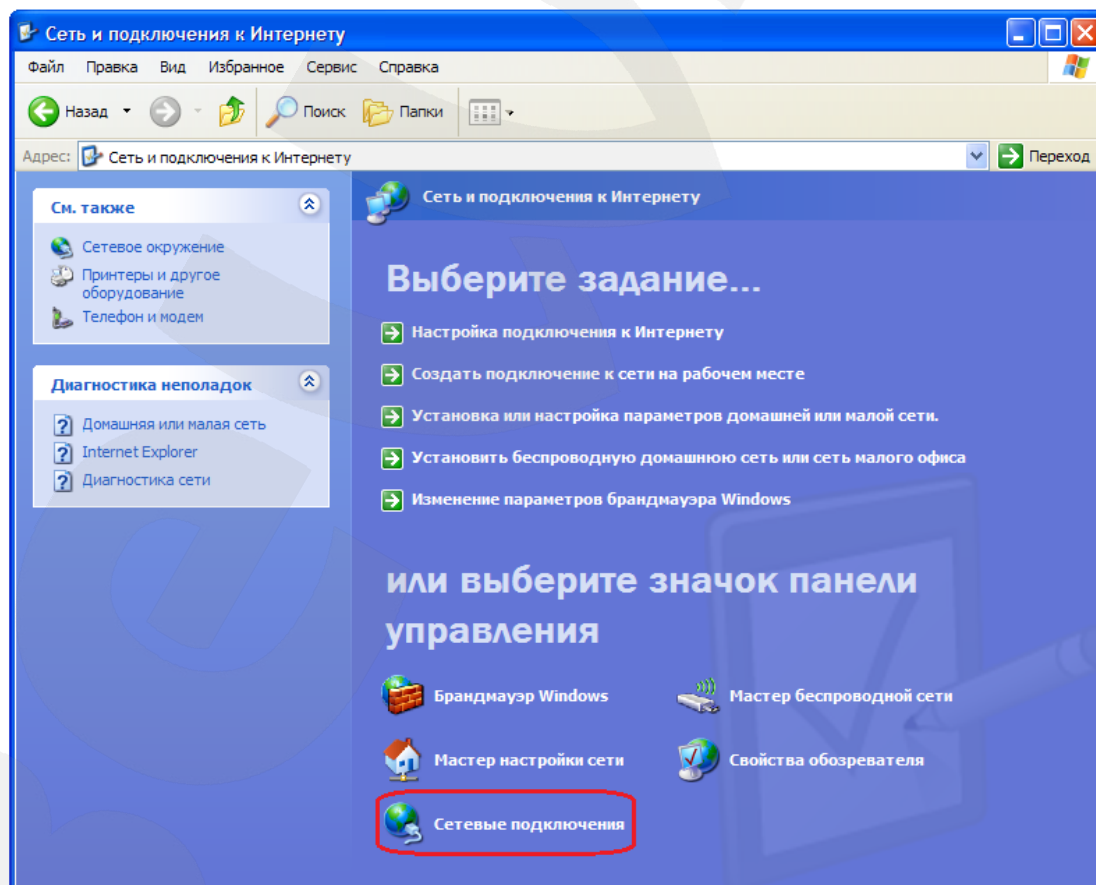 Сеть и подключения к Интернету
Файл Правка Вид Избранное Сервис Справка
Назад Поиск Папки
Адрес: Сеть и подключения к Интернету Переход
См. также
Сетевое окружение
Принтеры и другое
оборудование
Телефон и модем
Диагностика неполадок
Домашняя или малая сеть
Internet Explorer
Диагностика сети
Сеть и подключения к Интернету
Выберите задание...
Настройка подключения к Интернету
Создать подключение к сети на рабочем месте
Установка или настройка параметров домашней или малой сети.
Установить беспроводную домашнюю сеть или сеть малого офиса
Изменение параметров брандмауэра Windows
или выберите значок панели
управления
Брандмауэр Windows Мастер беспроводной сети
Мастер настройки сети Свойства обозревателя
Сетевые подключения